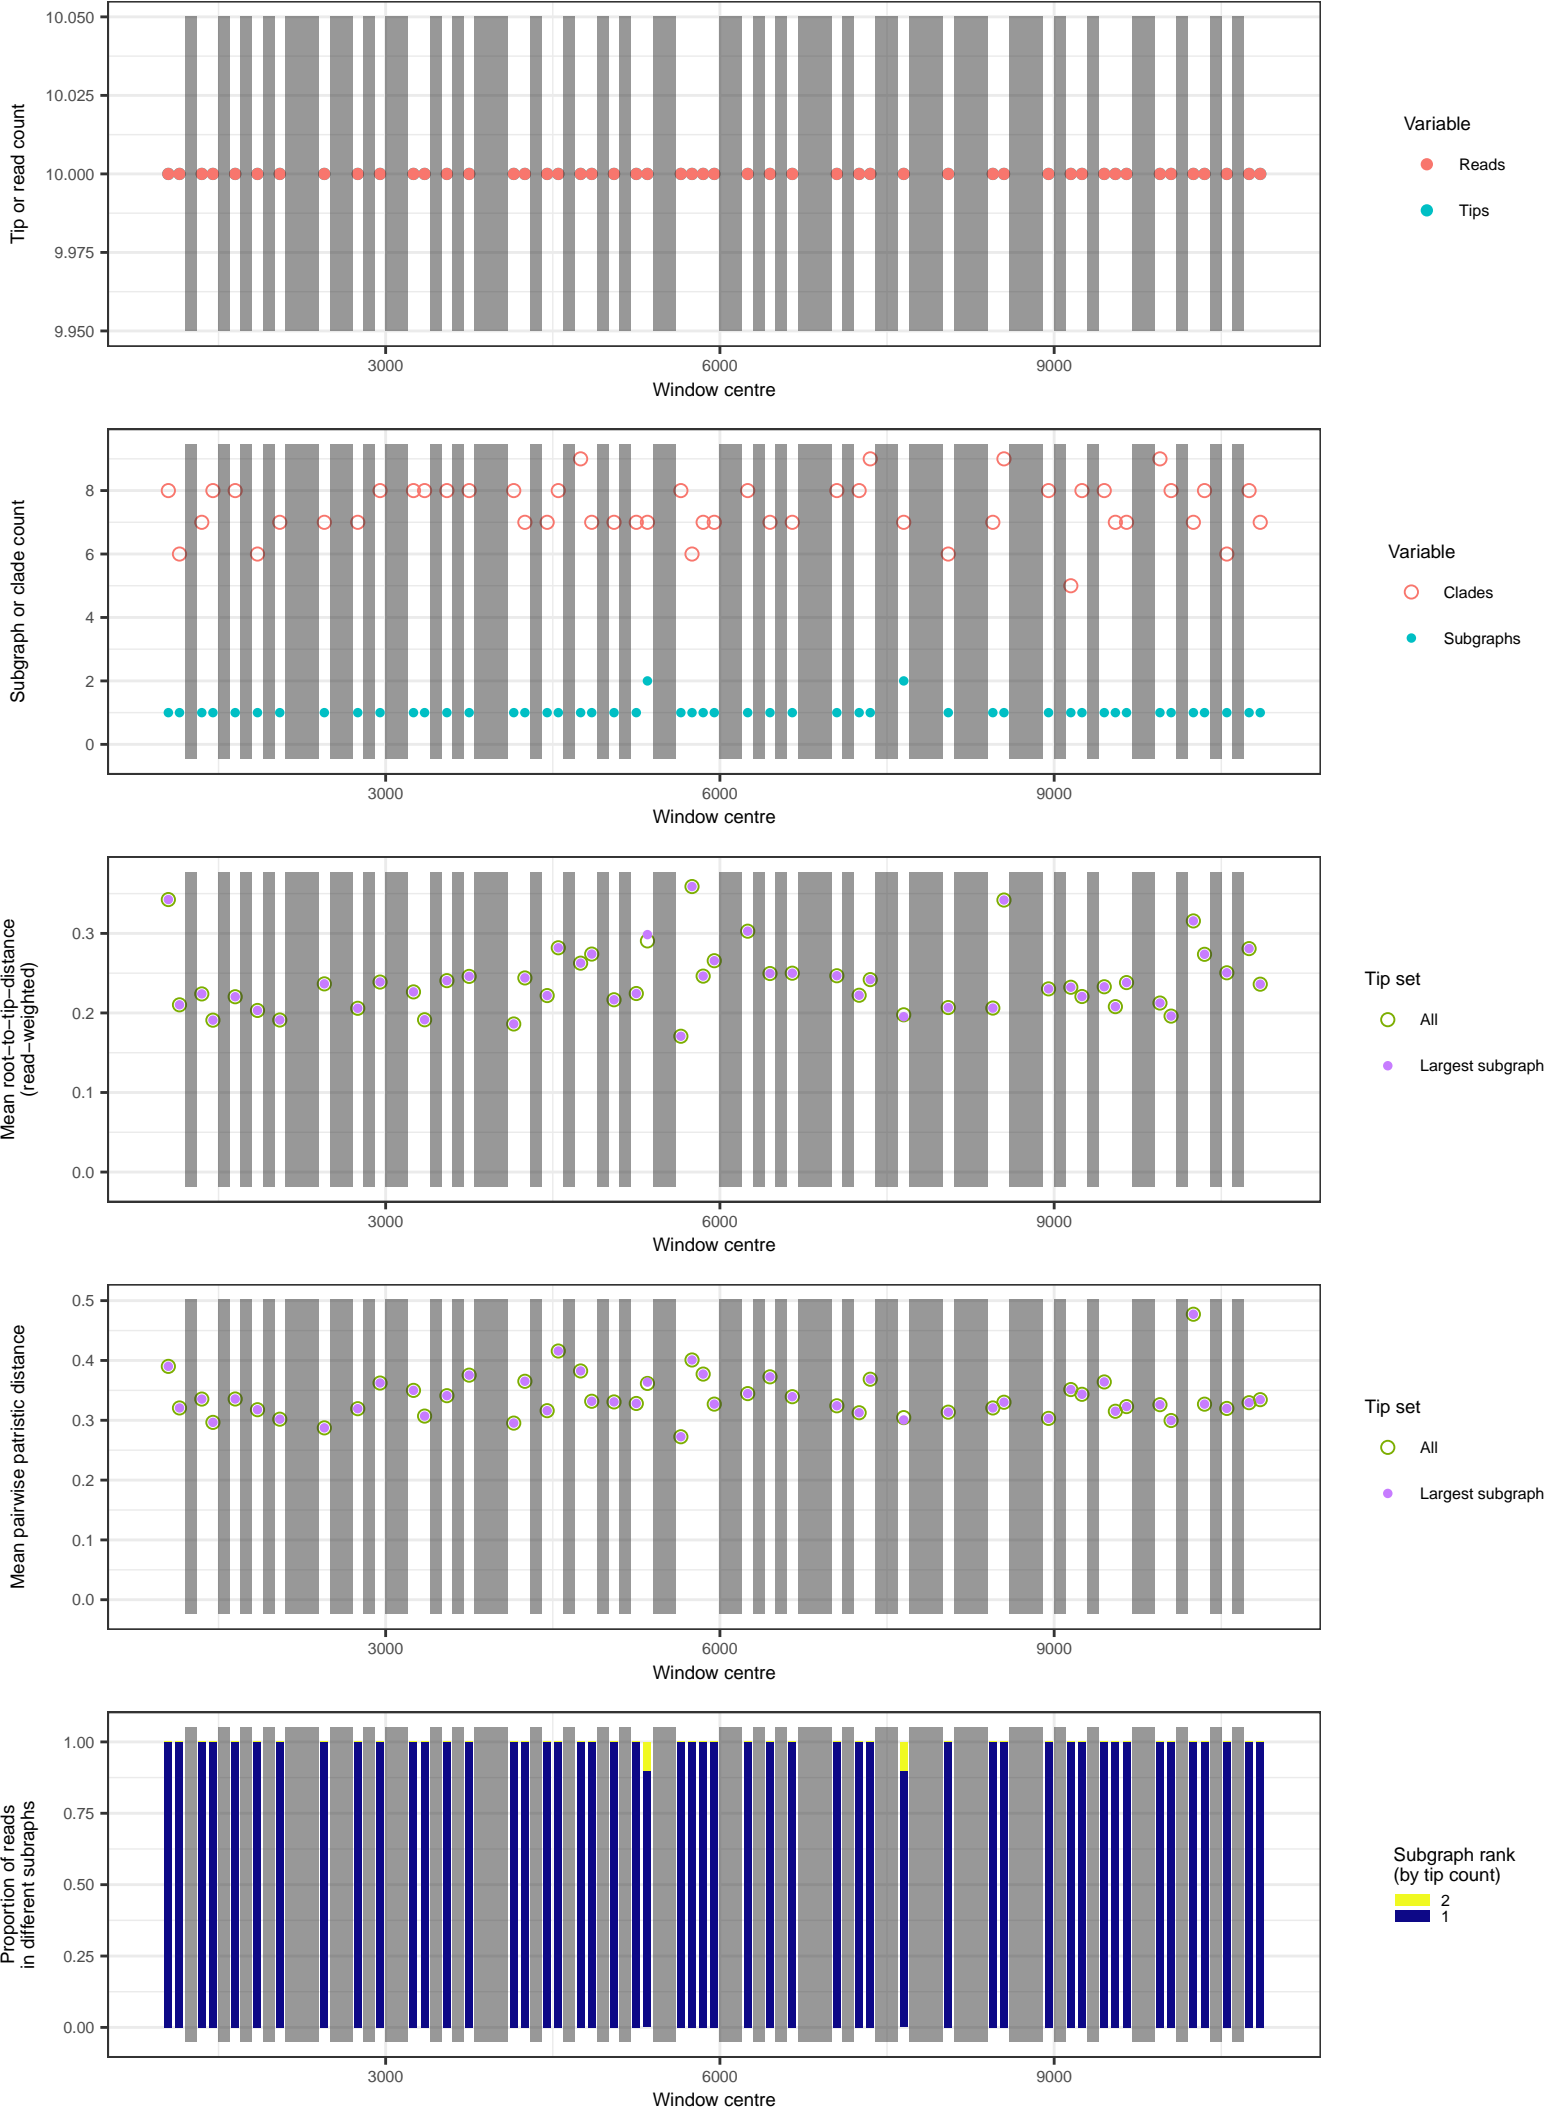 10.050
10.025
10.000
9.975
9.950
Tip or read count
3000 6000 9000
Window centre
Variable
Reads
Tips
8
6
4
2
0
Subgraph or clade count
3000 6000 9000
Window centre
Variable
Clades
Subgraphs
0.3
0.2
0.1
0.0
Mean root−to−tip−distance
(read−weighted)
3000 6000 9000
Window centre
Tip set
All
Largest subgraph
0.5
0.4
0.3
0.2
0.1
0.0
Mean pairwise patristic distance
3000 6000 9000
Window centre
Tip set
All
Largest subgraph
1.00
0.75
0.50
0.25
0.00
Proportion of reads
in different subraphs
3000 6000 9000
Window centre
Subgraph rank
(by tip count)
2
1